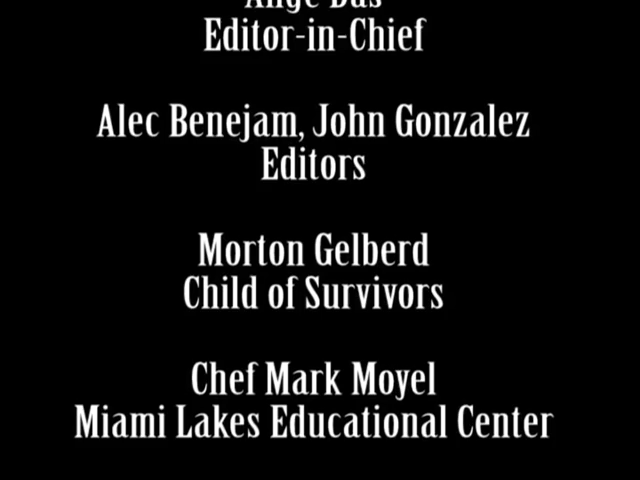 Editor-in-Chief
Alec Benejam, John Gonzalez
Editors
Morton Gelberd
Child of Survivors
Chef Mark Moyel
Miami Lakes Educational Center